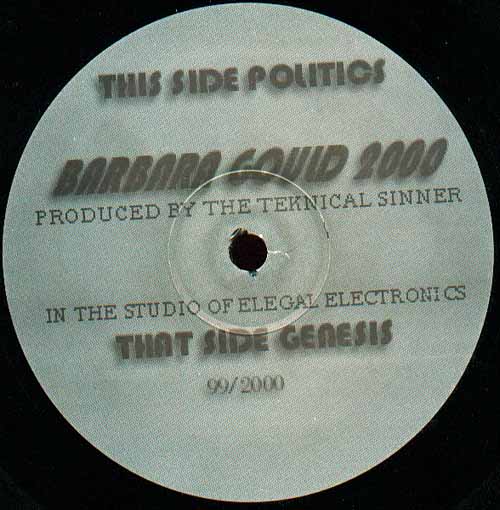 THIS SIDE POLITICS
BARBARA GOULD 2000
PRODUCED BY THE TEKNICAL SINNER
IN THE STUDIO OF ELEGAL ELECTRONICS
THAT SIDE GENESIS
99/2000